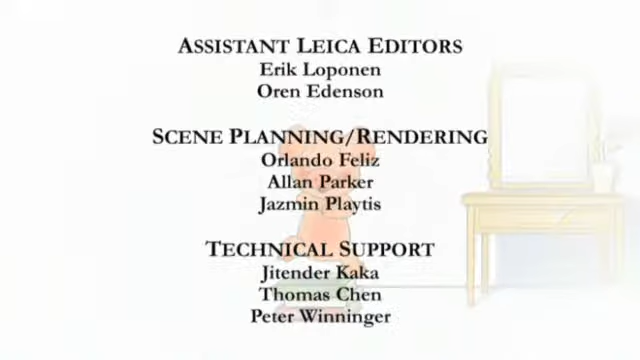 ASSISTANT LEICA EDITORS
Erik Loponen
Oren Edenson
SCENE PLANNING/RENDERING
Orlando Feliz
Allan Parker
Jazmin Playtis
TECHNICAL SUPPORT
Jitender Kaka
Thomas Chen
Peter Winninger